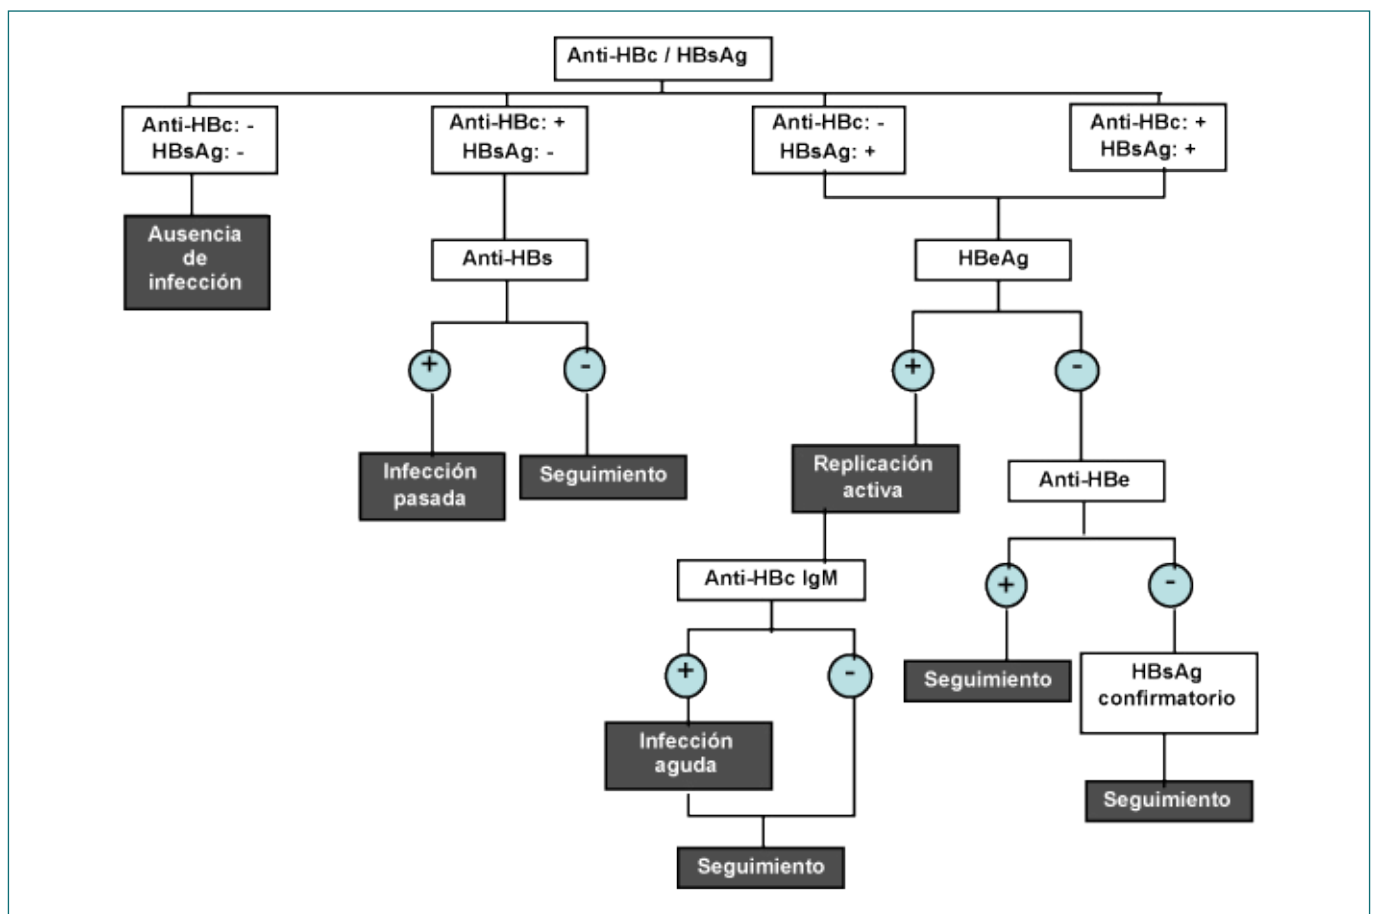 Anti-HBc / HBsAg
Anti-HBc: -
HBsAg: -
Anti-HBc: +
HBsAg: -
Anti-HBc: -
HBsAg: +
Anti-HBc: +
HBsAg: +
Ausencia
de
infección
Anti-HBs
HBeAg
+
-
+
-
Infección
pasada
Seguimiento
Replicación
activa
Anti-HBe
Anti-HBc IgM
+
-
+
-
Seguimiento
HBsAg
confirmatorio
Infección
aguda
Seguimiento
Seguimiento